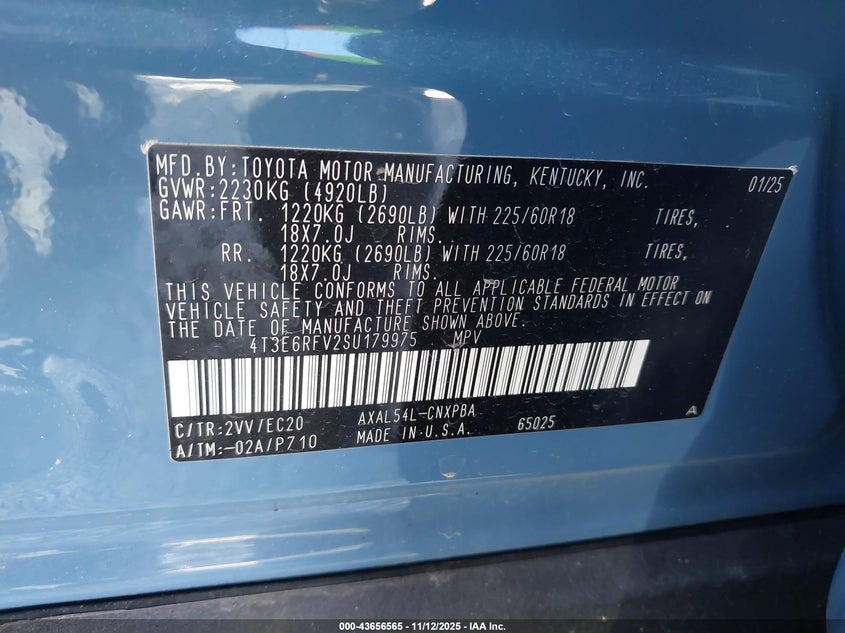 MFD.BY:TOYOTA MOTOR MANUFACTURING, KENTUCKY, INC. 01/25
GVWR:2230KG (4920LB)
GAWR:FRT. 1220KG (2690LB) WITH 225/60R18 TIRES,
18X7.0J RIMS.
RR. 1220KG (2690LB) WITH 225/60R18 TIRES,
18X7.0J RIMS.
THIS VEHICLE CONFORMS TO ALL APPLICABLE FEDERAL MOTOR
VEHICLE SAFETY AND THEFT PREVENTION STANDARDS IN EFFECT ON
THE DATE OF MANUFACTURE SHOWN ABOVE.
4T3E6RFV2SU179975 MPV
C/TR:2VV/EC20 AXAL54L-CNXPBA 65025 A
A/TM:-02A/P710 MADE IN U.S.A.
000-43656565 — 11/12/2025 — IAA Inc.